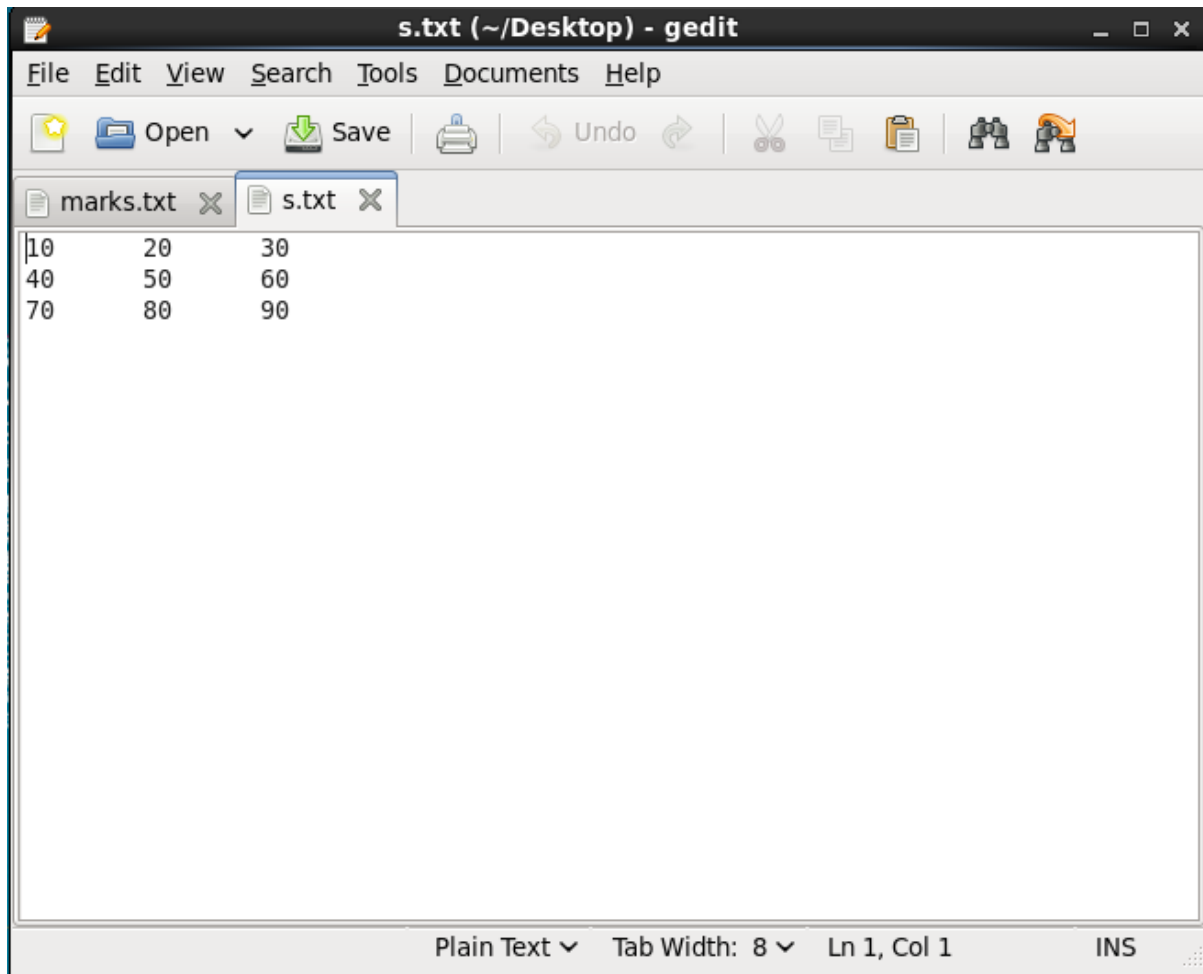 s.txt (~/Desktop) - gedit
File Edit View Search Tools Documents Help
Open Save Undo
marks.txt s.txt
10 20 30
40 50 60
70 80 90
Plain Text Tab Width: 8 Ln 1, Col 1 INS